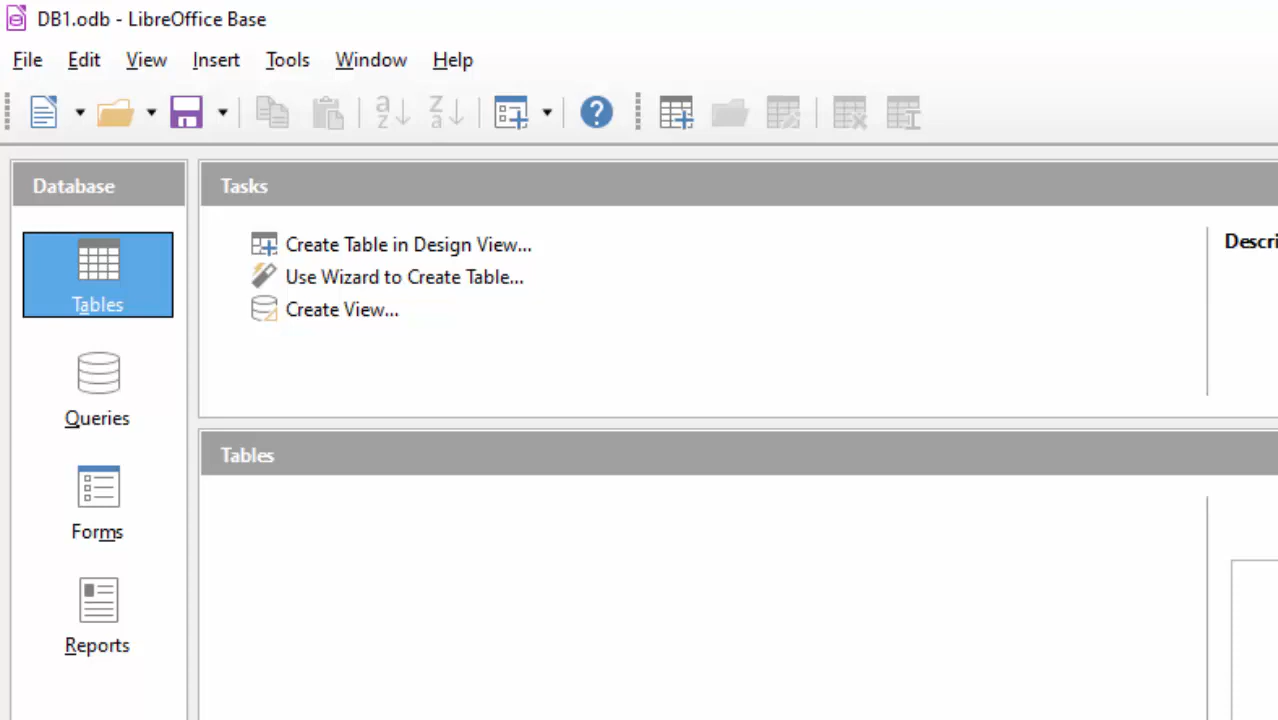 DB1.odb - LibreOffice Base
File Edit View Insert Tools Window Help
Database
Tables
Queries
Forms
Reports
Tasks
Create Table in Design View...
Use Wizard to Create Table...
Create View...
Descri
Tables